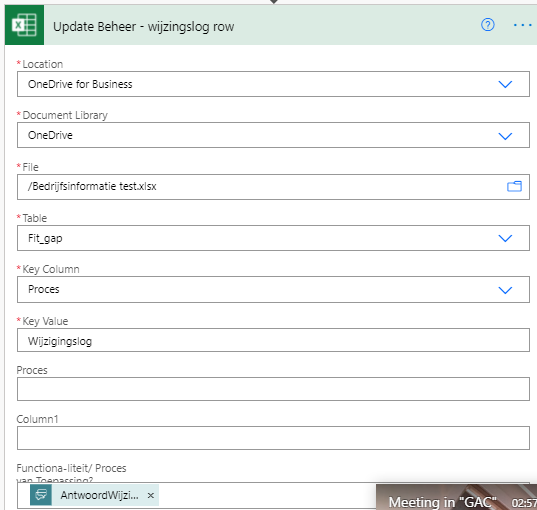 Update Beheer - wijzingslog row
* Location
OneDrive for Business
* Document Library
OneDrive
* File
/Bedrijfsinformatie test.xlsx
* Table
Fit_gap
* Key Column
Proces
* Key Value
Wijzigingslog
Proces
Column1
Functiona-liteit/ Proces
van Toepassing?
AntwoordWijzi... ×
Meeting in "GAC" 02:57